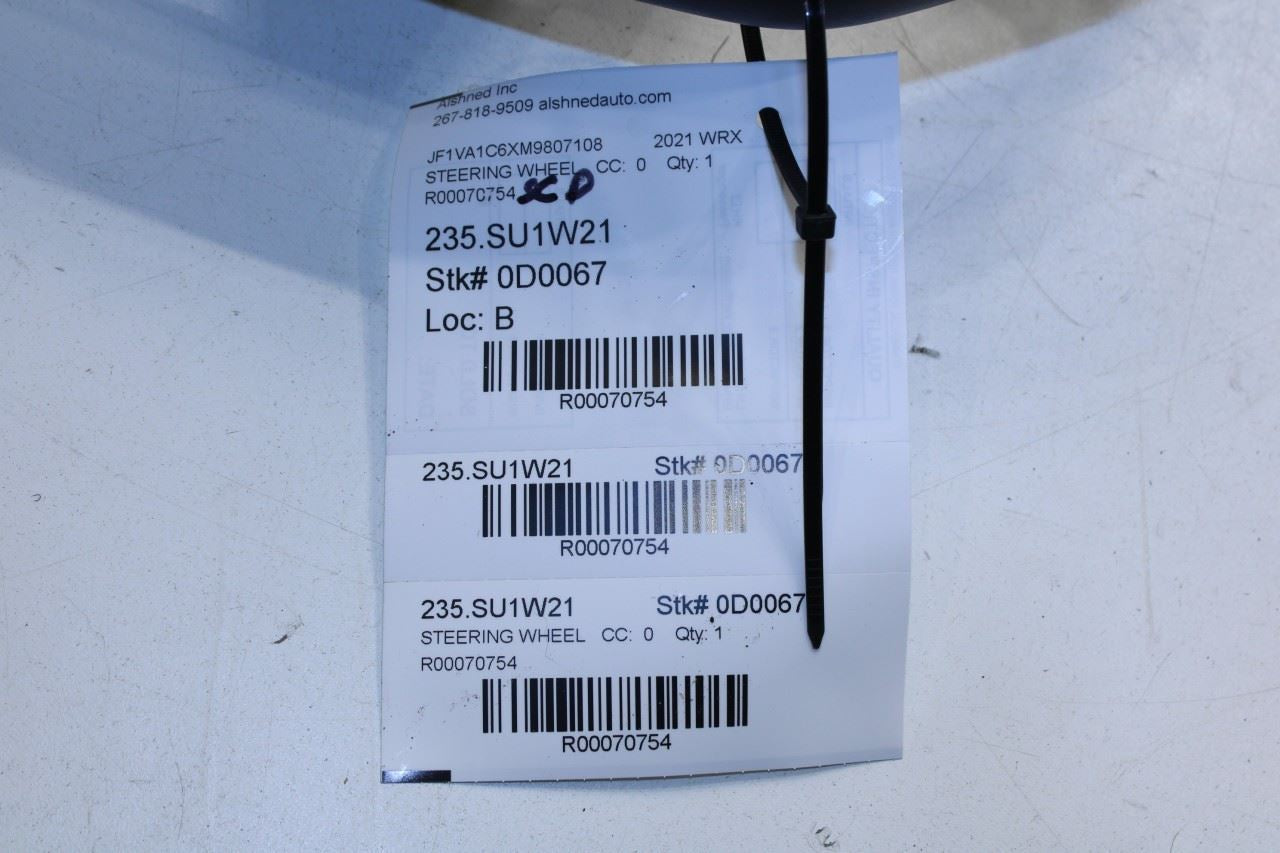 Alshned Inc
267-818-9509 alshnedauto.com
JF1VA1C6XM9807108 2021 WRX
STEERING WHEEL CC: 0 Qty: 1
R00070754
235.SU1W21
Stk# 0D0067
Loc: B
R00070754
235.SU1W21 Stk# 0D0067
R00070754
235.SU1W21 Stk# 0D0067
STEERING WHEEL CC: 0 Qty: 1
R00070754
R00070754